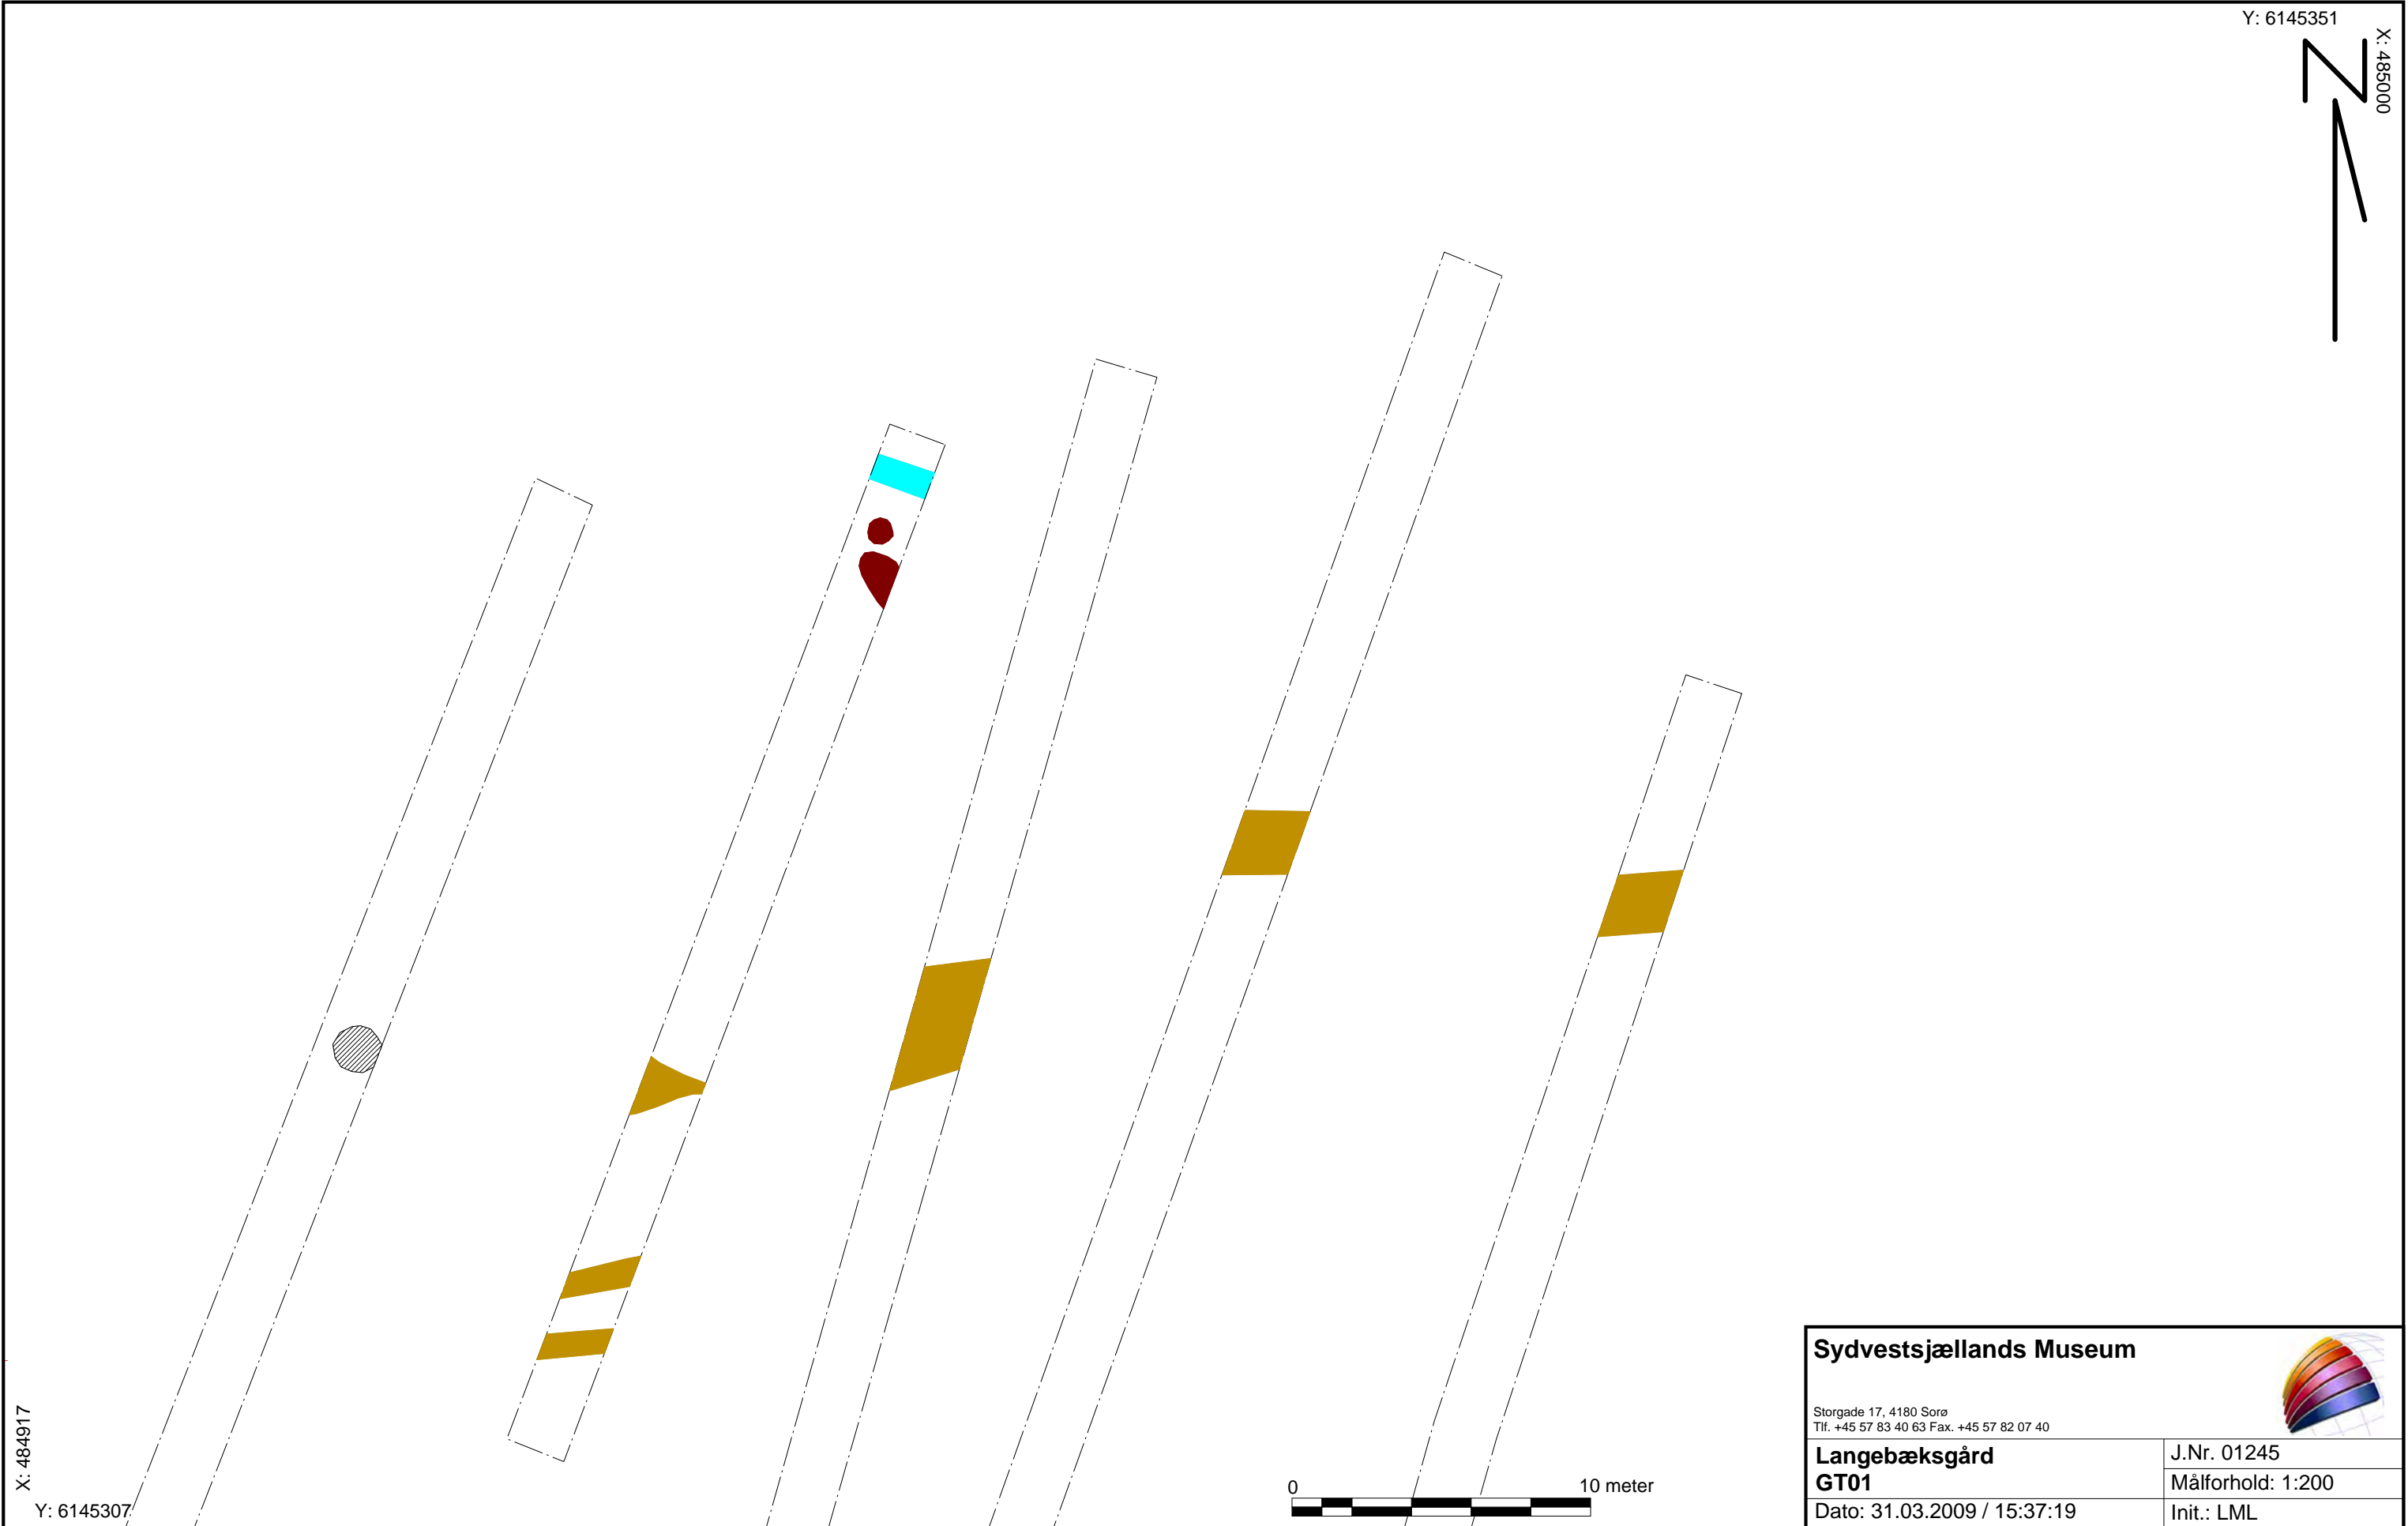 Y: 6145351
X: 485000
X: 484917
Y: 6145307
0 10 meter
Sydvestsjællands Museum
Storgade 17, 4180 Sorø
Tlf. +45 57 83 40 63 Fax. +45 57 82 07 40
Langebæksgård
GT01
J.Nr. 01245
Målforhold: 1:200
Dato: 31.03.2009 / 15:37:19
Init.: LML